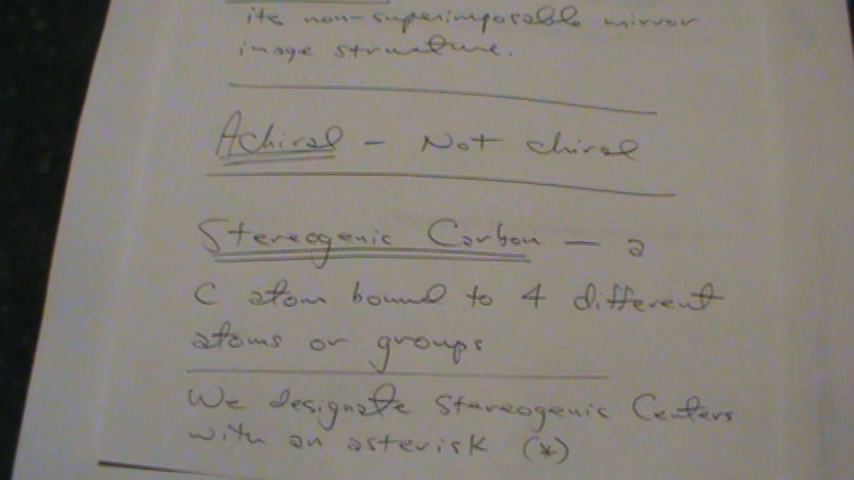 its non-superimposable mirror
image structure.
Achiral - Not chiral
Stereogenic Carbon - a
C atom bound to 4 different
atoms or groups
We designate Stereogenic Centers
with an asterisk (*)